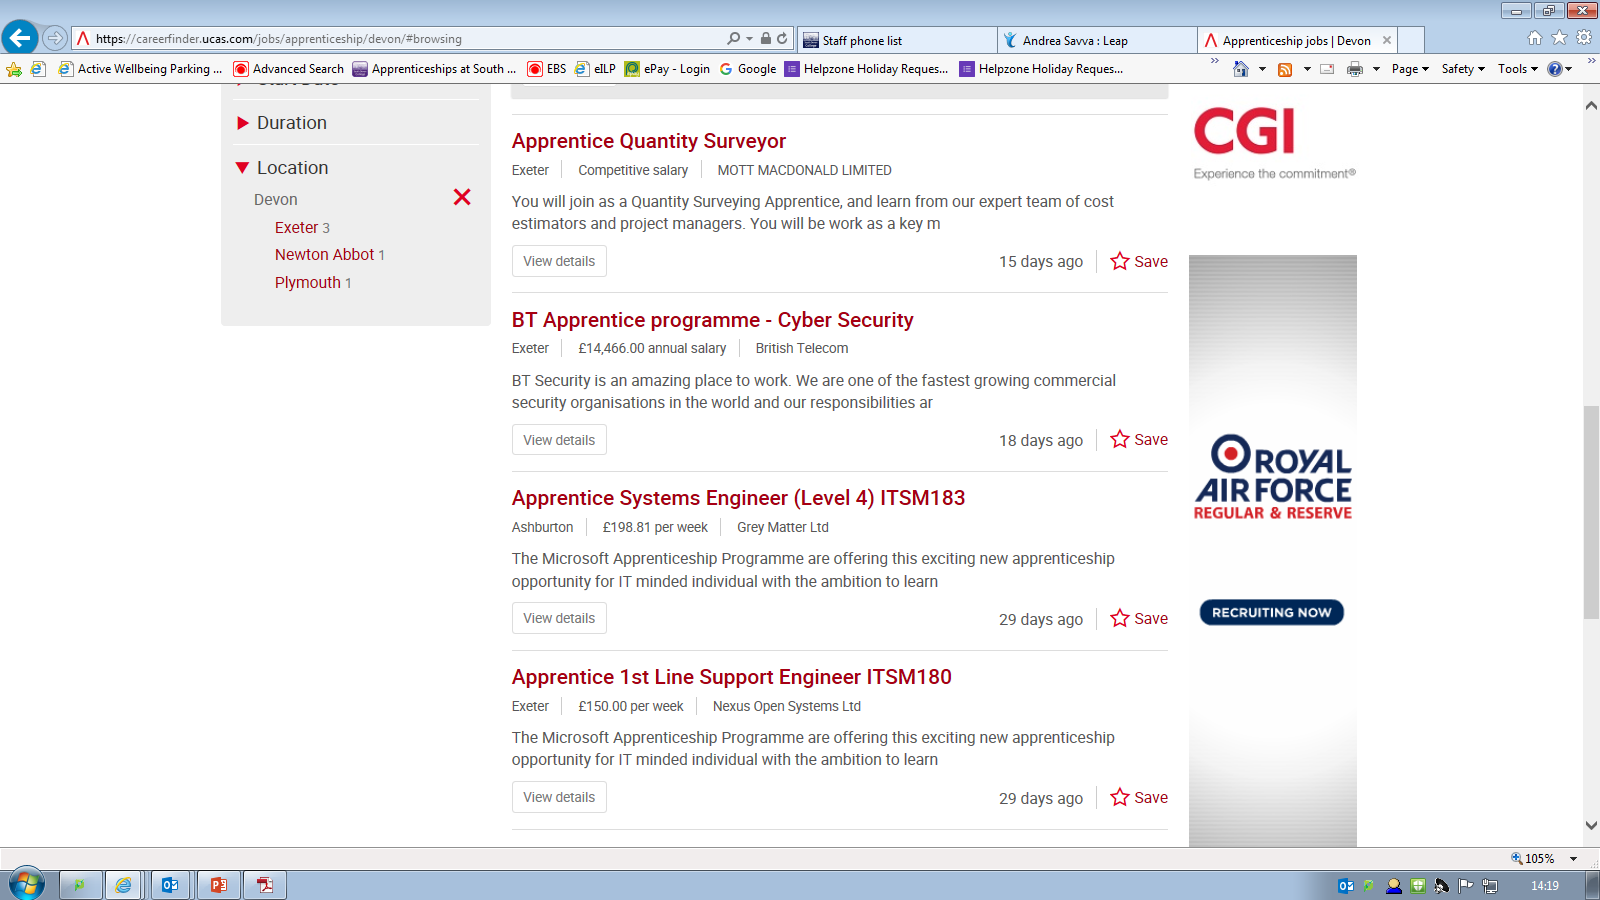 https://careerfinder.ucas.com/jobs/apprenticeship/devon/#browsing
Staff phone list
Andrea Savva : Leap
Apprenticeship jobs | Devon
Active Wellbeing Parking ...
Advanced Search
Apprenticeships at South ...
EBS
eILP
ePay - Login
Google
Helpzone Holiday Reques...
Helpzone Holiday Reques...
Page
Safety
Tools
Duration
Location
Devon
Exeter 3
Newton Abbot 1
Plymouth 1
Apprentice Quantity Surveyor
Exeter Competitive salary MOTT MACDONALD LIMITED
You will join as a Quantity Surveying Apprentice, and learn from our expert team of cost
estimators and project managers. You will be work as a key m
View details 15 days ago Save
BT Apprentice programme - Cyber Security
Exeter £14,466.00 annual salary British Telecom
BT Security is an amazing place to work. We are one of the fastest growing commercial
security organisations in the world and our responsibilities ar
View details 18 days ago Save
Apprentice Systems Engineer (Level 4) ITSM183
Ashburton £198.81 per week Grey Matter Ltd
The Microsoft Apprenticeship Programme are offering this exciting new apprenticeship
opportunity for IT minded individual with the ambition to learn
View details 29 days ago Save
Apprentice 1st Line Support Engineer ITSM180
Exeter £150.00 per week Nexus Open Systems Ltd
The Microsoft Apprenticeship Programme are offering this exciting new apprenticeship
opportunity for IT minded individual with the ambition to learn
View details 29 days ago Save
CGI
Experience the commitment®
ROYAL
AIR FORCE
REGULAR & RESERVE
RECRUITING NOW
105%
14:19